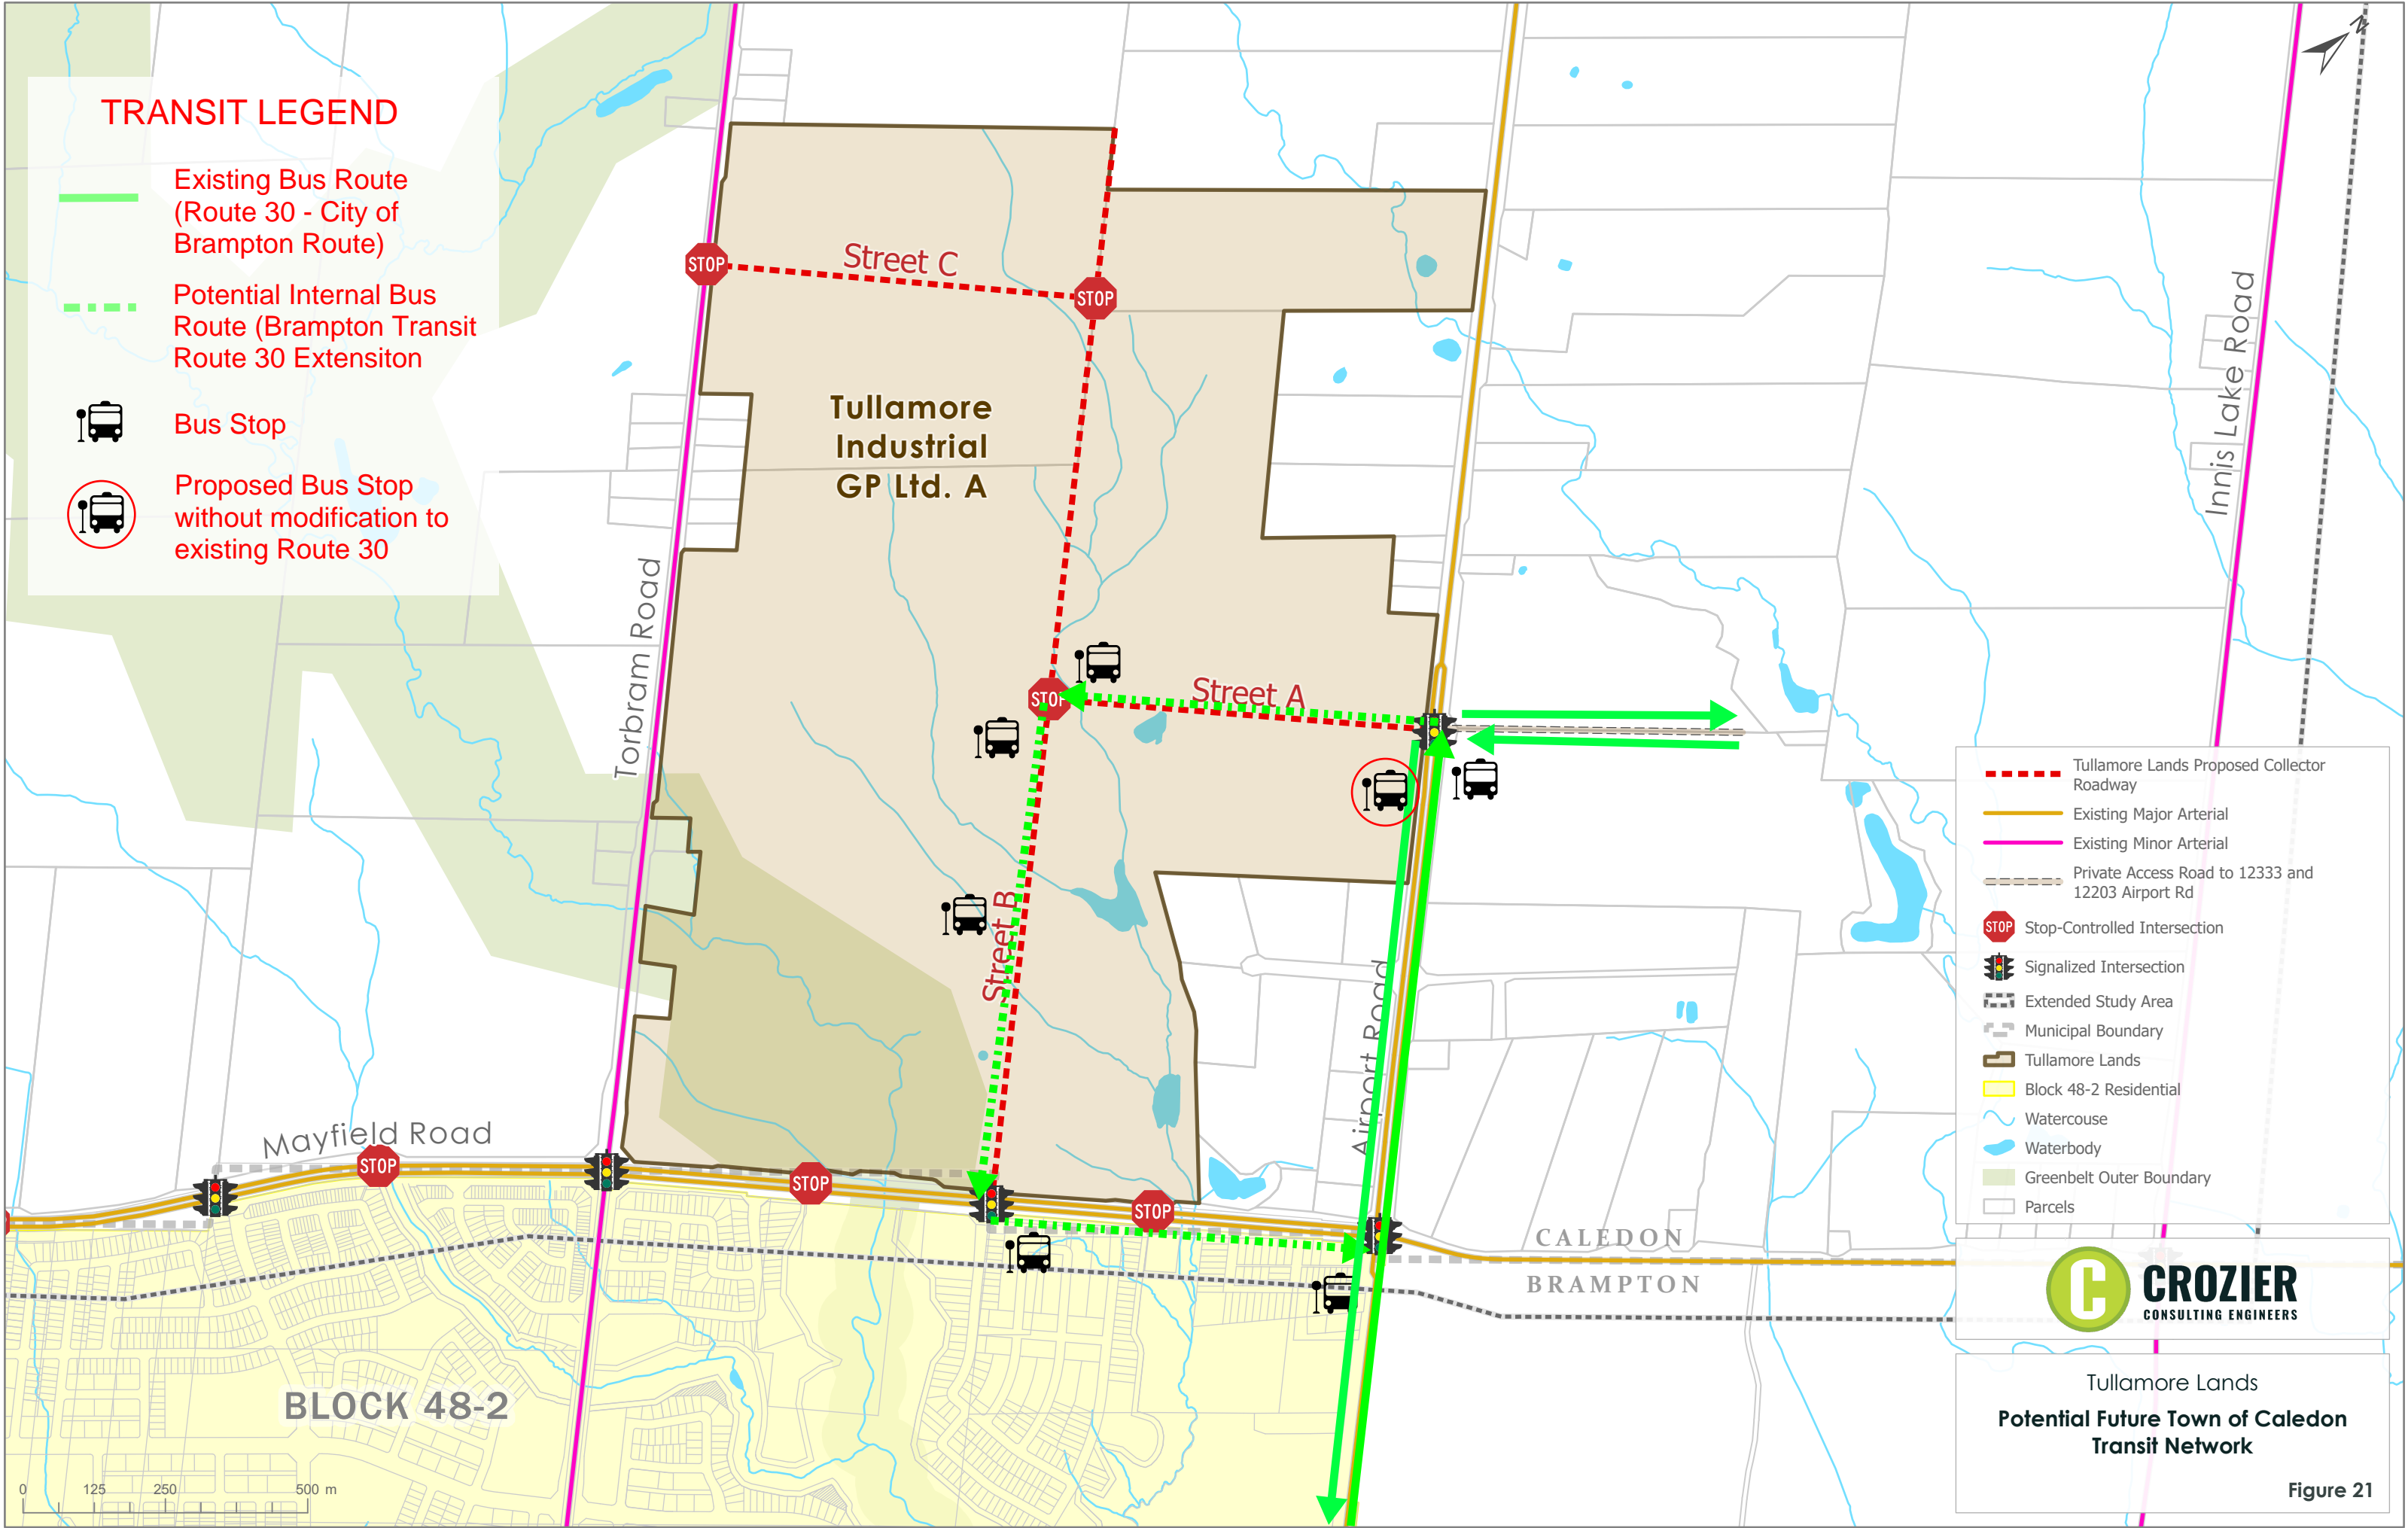 N
TRANSIT LEGEND
Existing Bus Route
(Route 30 - City of
Brampton Route)
Potential Internal Bus
Route (Brampton Transit
Route 30 Extensiton
Bus Stop
Proposed Bus Stop
without modification to
existing Route 30
STOP
Street C
STOP
Tullamore
Industrial
GP Ltd. A
Innis Lake Road
Torbram Road
STOP
Street A
Street B
Airport Road
Mayfield Road
STOP
STOP
STOP
CALEDON
BRAMPTON
BLOCK 48-2
0 125 250 500 m
Tullamore Lands Proposed Collector
Roadway
Existing Major Arterial
Existing Minor Arterial
Private Access Road to 12333 and
12203 Airport Rd
STOP Stop-Controlled Intersection
Signalized Intersection
Extended Study Area
Municipal Boundary
Tullamore Lands
Block 48-2 Residential
Watercouse
Waterbody
Greenbelt Outer Boundary
Parcels
C CROZIER
CONSULTING ENGINEERS
Tullamore Lands
Potential Future Town of Caledon
Transit Network
Figure 21